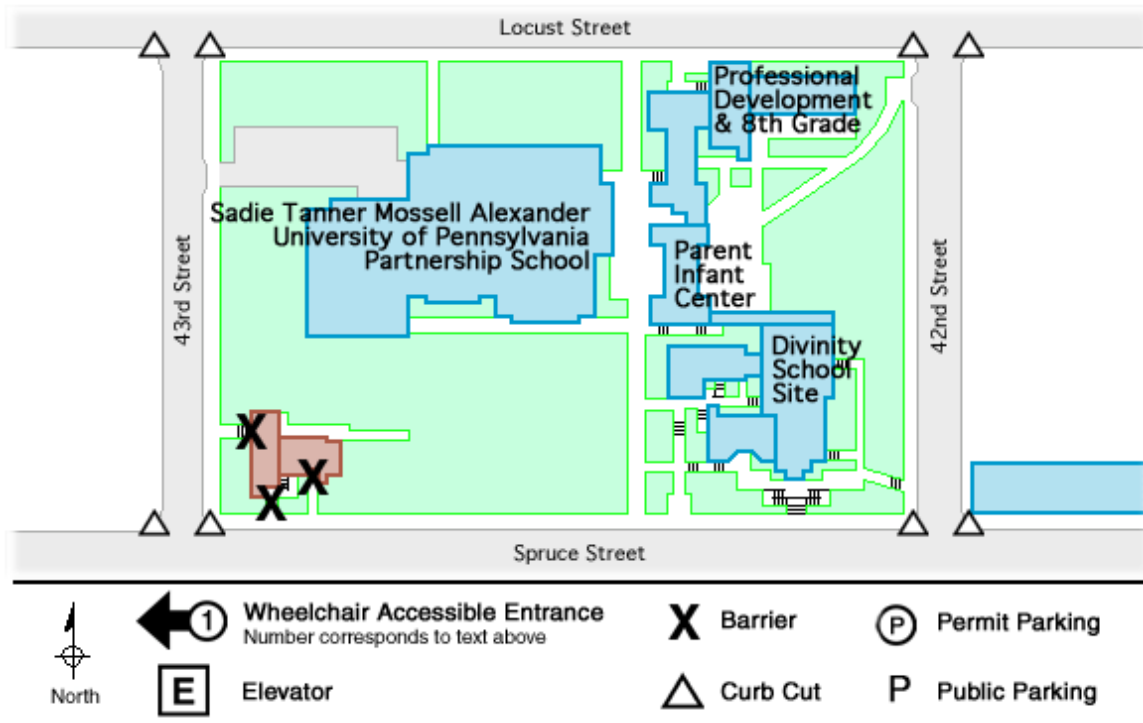 Locust Street
Professional
Development
& 8th Grade
Sadie Tanner Mossell Alexander
University of Pennsylvania
Partnership School
Parent
Infant
Center
43rd Street
42nd Street
Divinity
School
Site
X
X
X
Spruce Street
1 Wheelchair Accessible Entrance
Number corresponds to text above
X Barrier
P Permit Parking
North
E Elevator
Curb Cut
P Public Parking